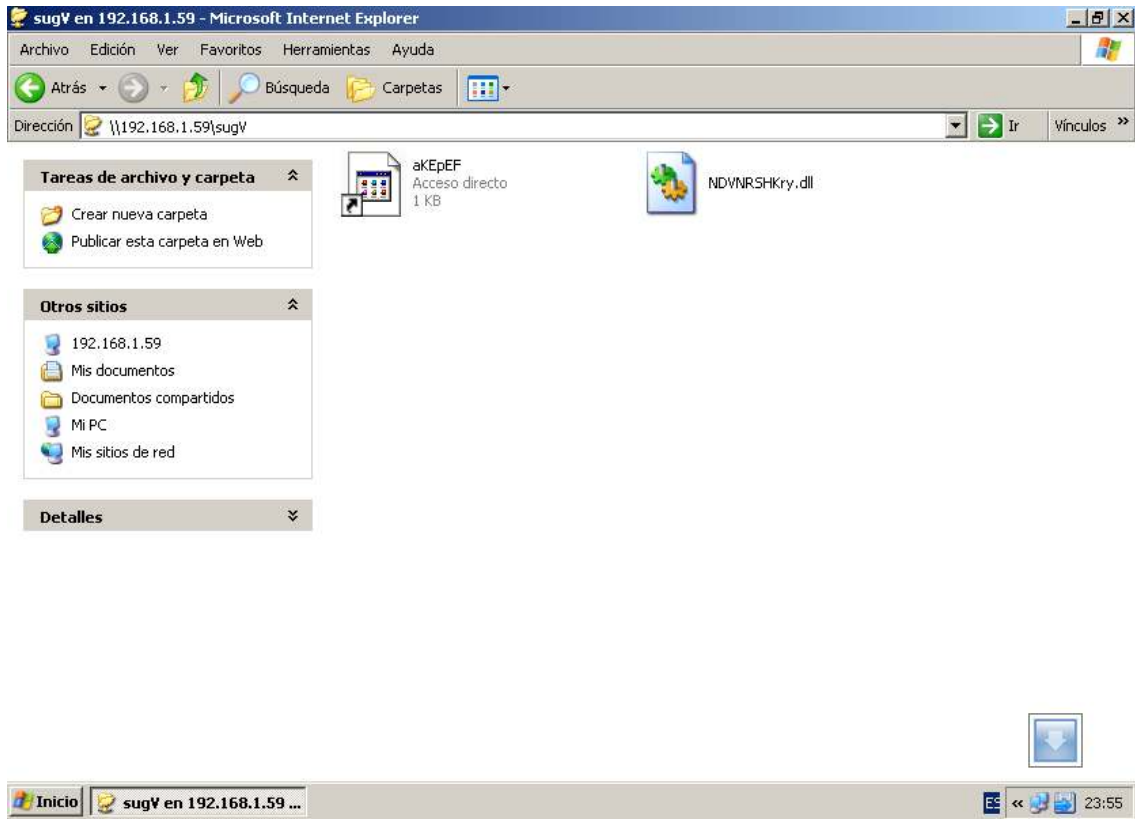 sugV en 192.168.1.59 - Microsoft Internet Explorer
Archivo Edición Ver Favoritos Herramientas Ayuda
Atrás Búsqueda Carpetas
Dirección \\192.168.1.59\sugV Ir Vínculos »
Tareas de archivo y carpeta
Crear nueva carpeta
Publicar esta carpeta en Web
Otros sitios
192.168.1.59
Mis documentos
Documentos compartidos
Mi PC
Mis sitios de red
Detalles
aKEpEF
Acceso directo
1 KB
NDVNRSHKry.dll
Inicio sugV en 192.168.1.59 ... ES « 23:55